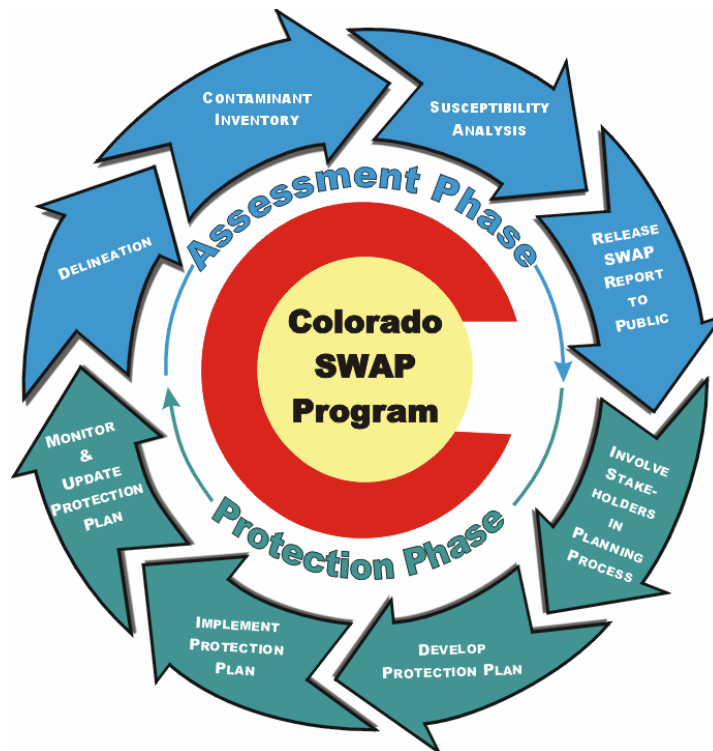 CONTAMINANT
INVENTORY
SUSCEPTIBILITY
ANALYSIS
DELINEATION
Assessment Phase
RELEASE
SWAP
REPORT
TO
PUBLIC
Colorado
SWAP
Program
MONITOR
&
UPDATE
PROTECTION
PLAN
INVOLVE
STAKE-
HOLDERS
IN
PLANNING
PROCESS
Protection Phase
IMPLEMENT
PROTECTION
PLAN
DEVELOP
PROTECTION PLAN